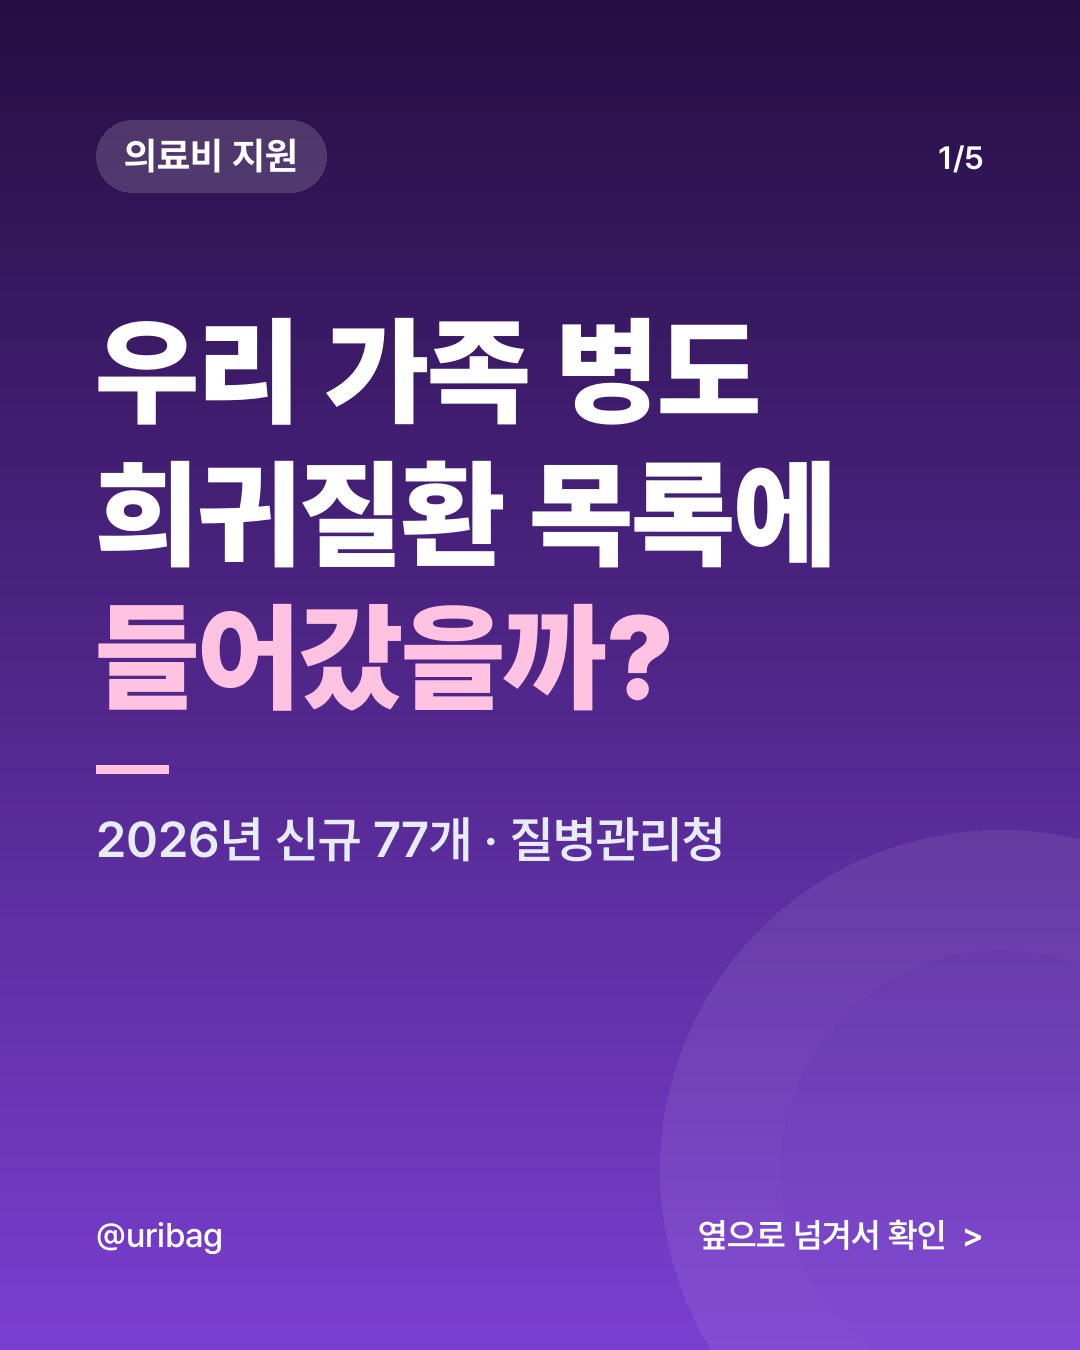 의료비 지원
1/5
우리 가족 병도
희귀질환 목록에
들어갔을까?
2026년 신규 77개 · 질병관리청
@uribag
옆으로 넘겨서 확인 >